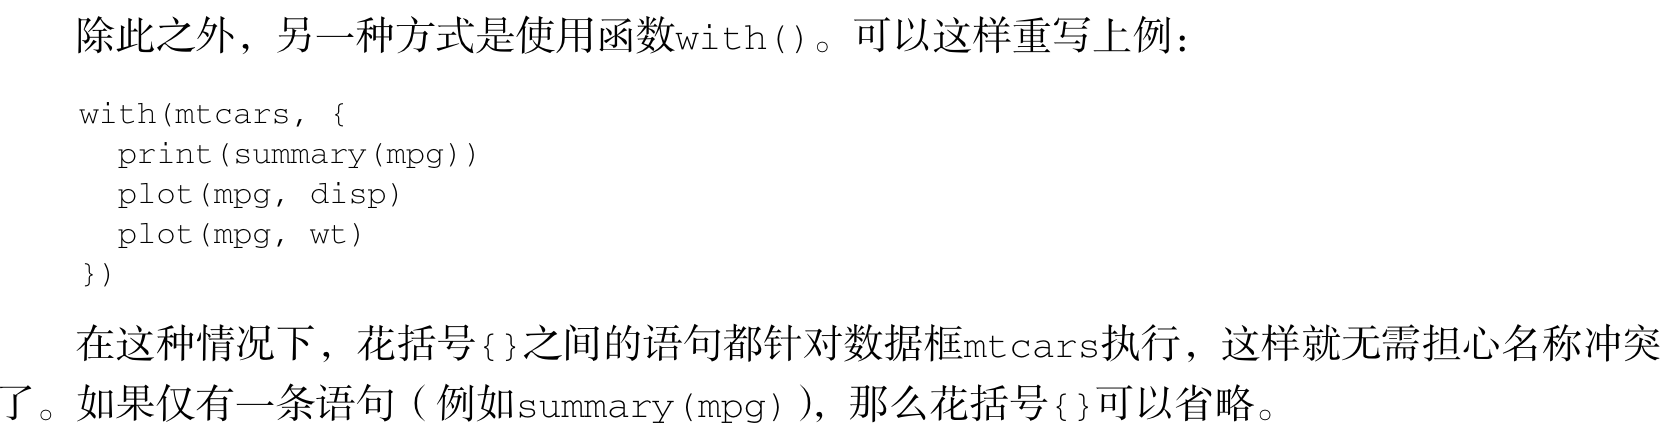 除此之外，另一种方式是使用函数with()。可以这样重写上例：
with(mtcars, {
  print(summary(mpg))
  plot(mpg, disp)
  plot(mpg, wt)
})
在这种情况下，花括号{}之间的语句都针对数据框mtcars执行，这样就无需担心名称冲突
了。如果仅有一条语句（例如summary(mpg)），那么花括号{}可以省略。